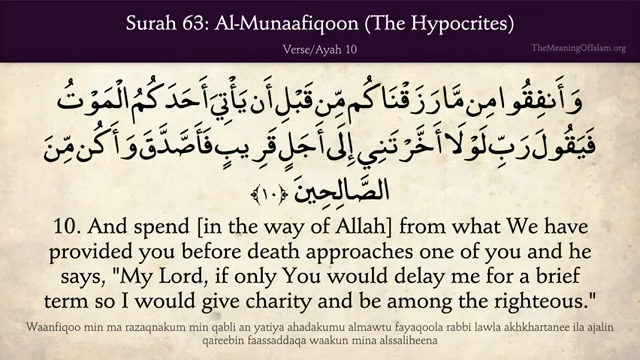 Surah 63: Al-Munaafiqoon (The Hypocrites)
Verse/Ayah 10
TheMeaningOfIslam.org
وَأَنفِقُوا مِن مَّا رَزَقْنَاكُم مِّن قَبْلِ أَن يَأْتِيَ أَحَدَكُمُ الْمَوْتُ
فَيَقُولَ رَبِّ لَوْلَا أَخَّرْتَنِي إِلَىٰ أَجَلٍ قَرِيبٍ فَأَصَّدَّقَ وَأَكُن مِّنَ
الصَّالِحِينَ ﴿١٠﴾
10. And spend [in the way of Allah] from what We have
provided you before death approaches one of you and he
says, "My Lord, if only You would delay me for a brief
term so I would give charity and be among the righteous."
Waanfiqoo min ma razaqnakum min qabli an yatiya ahadakumu almawtu fayaqoola rabbi lawla akhkhartanee ila ajalin
qareebin faassaddaqa waakun mina alssaliheena